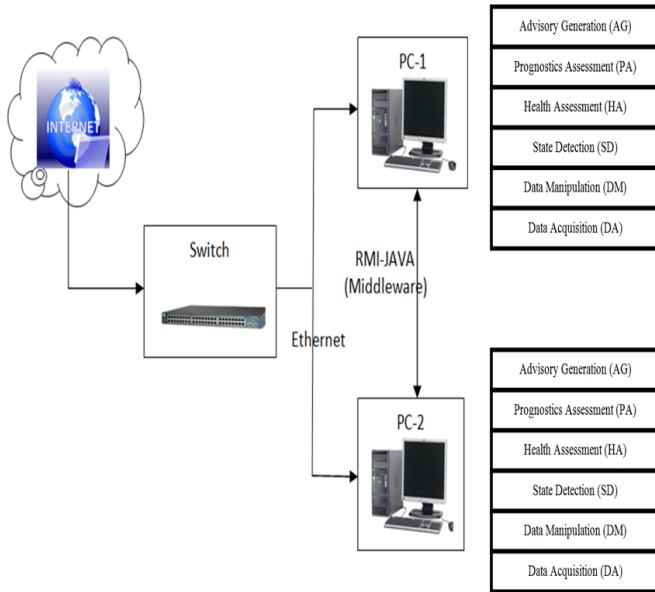 INTERNET
Switch
Ethernet
PC-1
RMI-JAVA
(Middleware)
PC-2
Advisory Generation (AG)
Prognostics Assessment (PA)
Health Assessment (HA)
State Detection (SD)
Data Manipulation (DM)
Data Acquisition (DA)
Advisory Generation (AG)
Prognostics Assessment (PA)
Health Assessment (HA)
State Detection (SD)
Data Manipulation (DM)
Data Acquisition (DA)